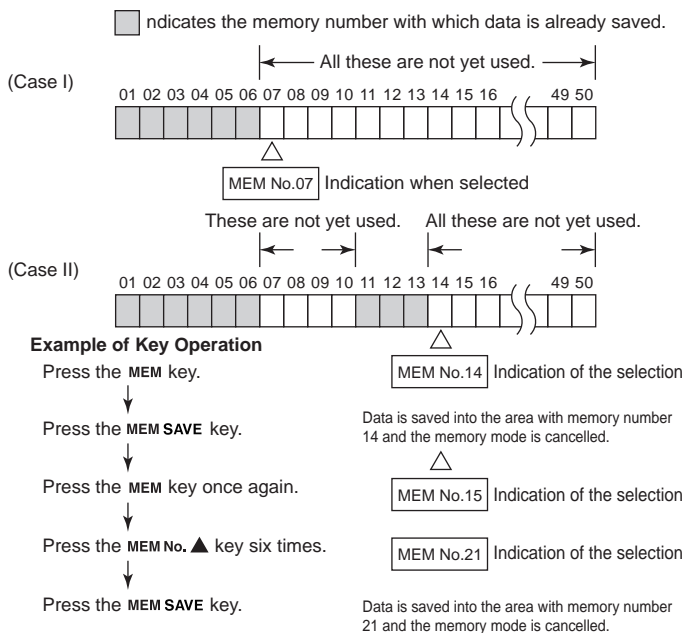 ndicates the memory number with which data is already saved.
All these are not yet used.
(Case I)
01 02 03 04 05 06 07 08 09 10 11 12 13 14 15 16 49 50
MEM No.07 Indication when selected
These are not yet used. All these are not yet used.
(Case II)
01 02 03 04 05 06 07 08 09 10 11 12 13 14 15 16 49 50
Example of Key Operation
Press the MEM key.
MEM No.14 Indication of the selection
Press the MEM SAVE key.
Data is saved into the area with memory number
14 and the memory mode is cancelled.
Press the MEM key once again.
MEM No.15 Indication of the selection
Press the MEM No. ▲ key six times.
MEM No.21 Indication of the selection
Press the MEM SAVE key.
Data is saved into the area with memory number
21 and the memory mode is cancelled.